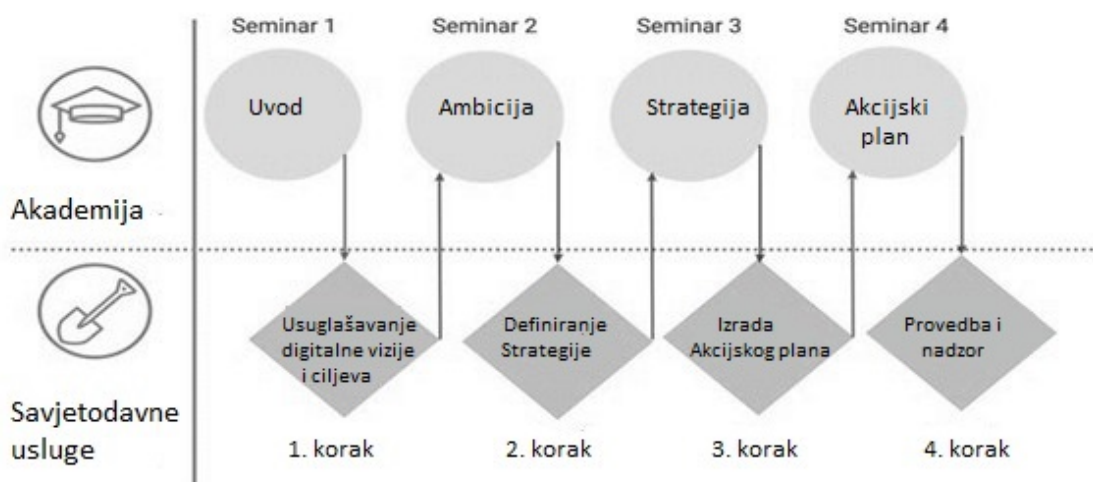 Seminar 1
Seminar 2
Seminar 3
Seminar 4
Uvod
Ambicija
Strategija
Akcijski
plan
Akademija
Usuglašavanje
digitalne vizije
i ciljeva
Definiranje
Strategije
Izrada
Akcijskog plana
Provedba i
nadzor
Savjetodavne
usluge
1. korak
2. korak
3. korak
4. korak